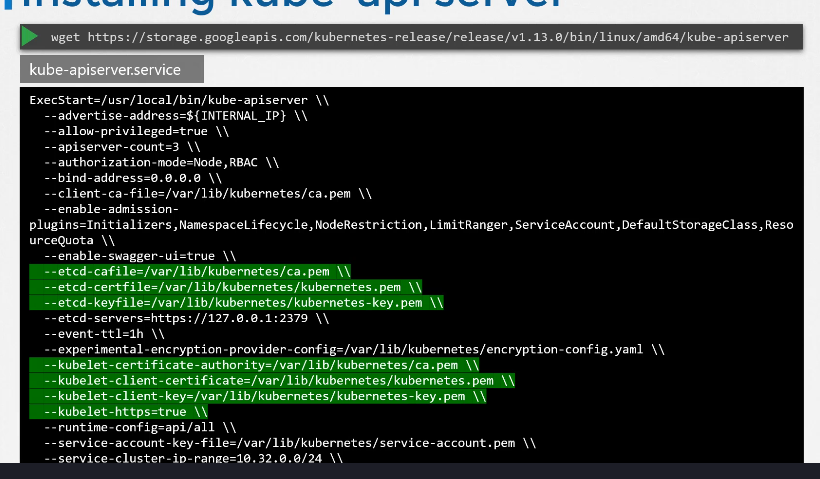 Installing kube-api server
wget https://storage.googleapis.com/kubernetes-release/release/v1.13.0/bin/linux/amd64/kube-apiserver
kube-apiserver.service
ExecStart=/usr/local/bin/kube-apiserver \\
--advertise-address=${INTERNAL_IP} \\
--allow-privileged=true \\
--apiserver-count=3 \\
--authorization-mode=Node,RBAC \\
--bind-address=0.0.0.0 \\
--client-ca-file=/var/lib/kubernetes/ca.pem \\
--enable-admission-
plugins=Initializers,NamespaceLifecycle,NodeRestriction,LimitRanger,ServiceAccount,DefaultStorageClass,Reso
urceQuota \\
--enable-swagger-ui=true \\
--etcd-cafile=/var/lib/kubernetes/ca.pem \\
--etcd-certfile=/var/lib/kubernetes/kubernetes.pem \\
--etcd-keyfile=/var/lib/kubernetes/kubernetes-key.pem \\
--etcd-servers=https://127.0.0.1:2379 \\
--event-ttl=1h \\
--experimental-encryption-provider-config=/var/lib/kubernetes/encryption-config.yaml \\
--kubelet-certificate-authority=/var/lib/kubernetes/ca.pem \\
--kubelet-client-certificate=/var/lib/kubernetes/kubernetes.pem \\
--kubelet-client-key=/var/lib/kubernetes/kubernetes-key.pem \\
--kubelet-https=true \\
--runtime-config=api/all \\
--service-account-key-file=/var/lib/kubernetes/service-account.pem \\
--service-cluster-ip-range=10.32.0.0/24 \\